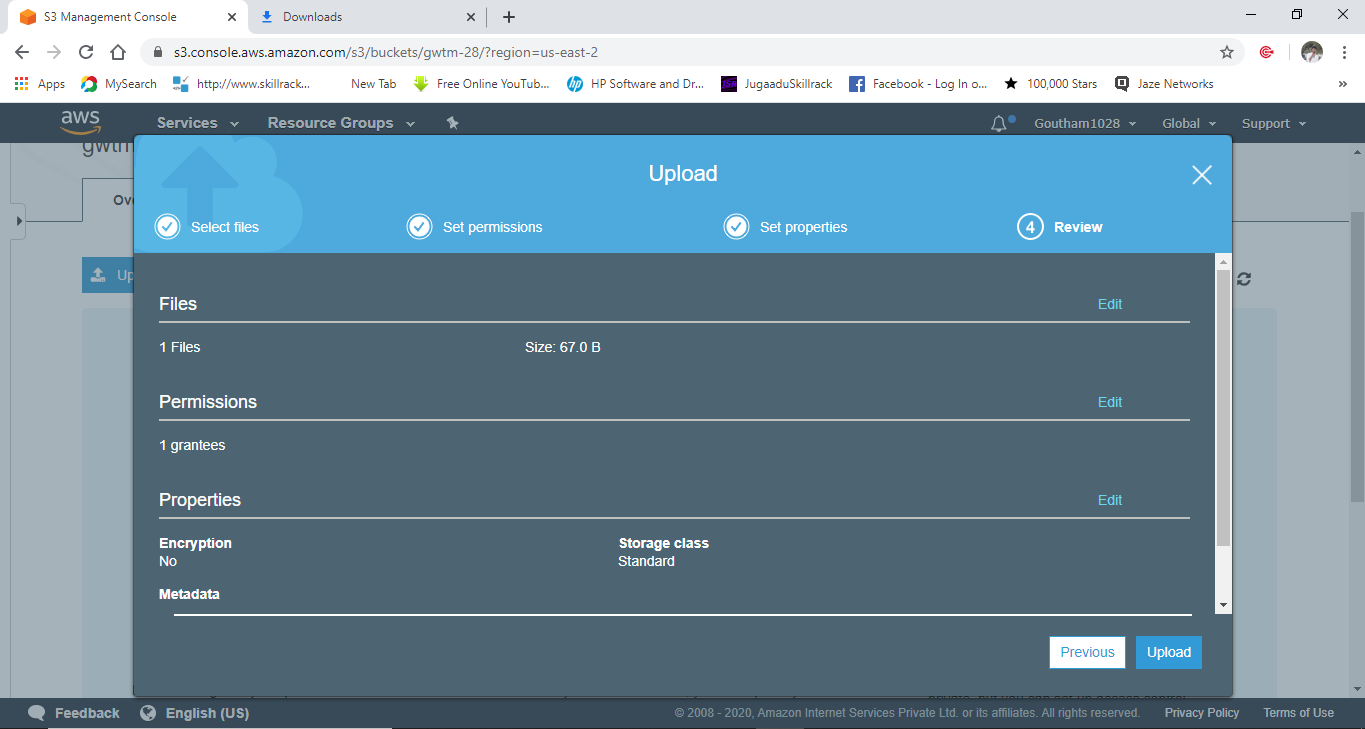 S3 Management Console
Downloads
s3.console.aws.amazon.com/s3/buckets/gwtm-28/?region=us-east-2
Apps
MySearch
http://www.skillrack...
New Tab
Free Online YouTub...
HP Software and Dr...
JugaaduSkillrack
Facebook - Log In o...
100,000 Stars
Jaze Networks
»
aws
Services
Resource Groups
Goutham1028
Global
Support
gwtm
Ov
Up
Upload
Select files
Set permissions
Set properties
4 Review
Files
Edit
1 Files
Size: 67.0 B
Permissions
Edit
1 grantees
Properties
Edit
Encryption
Storage class
No
Standard
Metadata
Previous
Upload
Feedback
English (US)
© 2008 - 2020, Amazon Internet Services Private Ltd. or its affiliates. All rights reserved.
Privacy Policy
Terms of Use